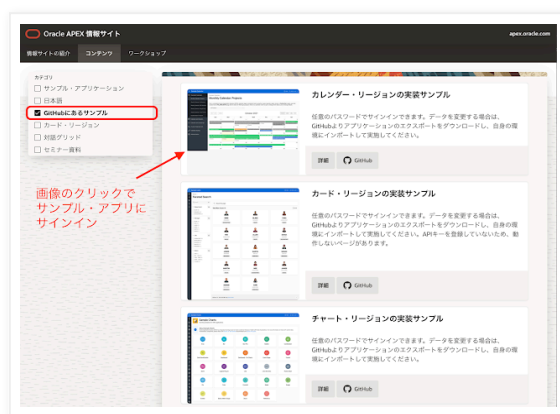 Oracle APEX 情報サイト
apex.oracle.com
情報サイトの紹介 コンテンツ ワークショップ
カテゴリ
サンプル・アプリケーション
日本語
GitHubにあるサンプル
カード・リージョン
対話グリッド
セミナー資料
画像のクリックで
サンプル・アプリに
サインイン
カレンダー・リージョンの実装サンプル
任意のパスワードでサインインできます。データを変更する場合は、
GitHubよりアプリケーションのエクスポートをダウンロードし、自身の環
境にインポートして実施してください。
詳細 GitHub
カード・リージョンの実装サンプル
任意のパスワードでサインインできます。データを変更する場合は、
GitHubよりアプリケーションのエクスポートをダウンロードし、自身の環
境にインポートして実施してください。APIキーを登録していないため、動
作しないページがあります。
詳細 GitHub
チャート・リージョンの実装サンプル
任意のパスワードでサインインできます。データを変更する場合は、
GitHubよりアプリケーションのエクスポートをダウンロードし、自身の環
境にインポートして実施してください。
詳細 GitHub